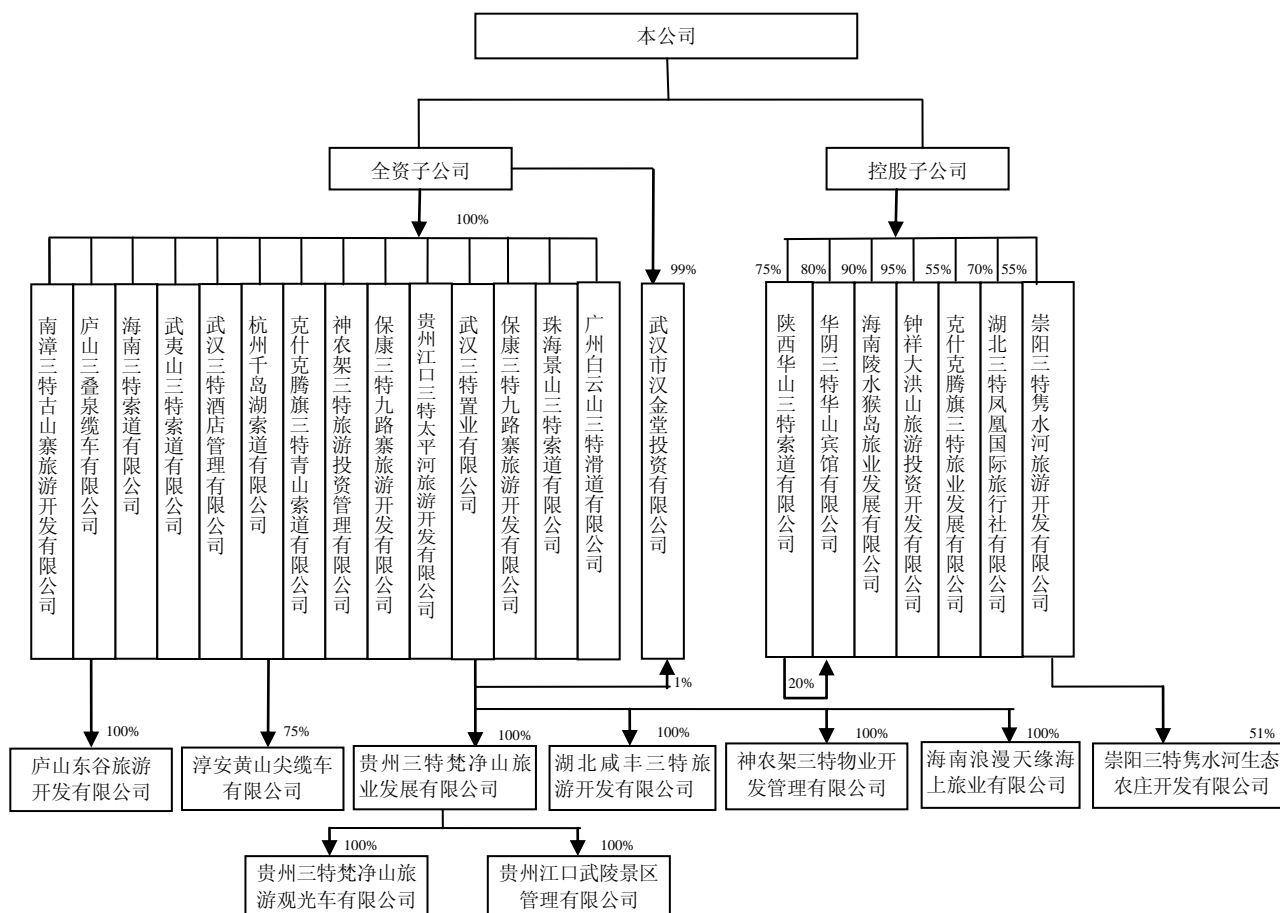 本公司
全资子公司
控股子公司
100%
99%
75%
80%
90%
95%
55%
70%
55%
南漳三特古山寨旅游开发有限公司
庐山三叠泉缆车有限公司
海南三特索道有限公司
武夷山三特索道有限公司
武汉三特酒店管理有限公司
杭州千岛湖索道有限公司
克什克腾旗三特青山索道有限公司
神农架三特旅游投资管理有限公司
保康三特九路寨旅游开发有限公司
贵州江口三特太平河旅游开发有限公司
武汉三特置业有限公司
保康三特九路寨旅游开发有限公司
珠海景山三特索道有限公司
广州白云山三特滑道有限公司
武汉市汉金堂投资有限公司
陕西华山三特索道有限公司
华阴三特华山宾馆有限公司
海南陵水猴岛旅业发展有限公司
钟祥大洪山旅游投资开发有限公司
克什克腾旗三特旅业发展有限公司
湖北三特凤凰国际旅行社有限公司
崇阳三特隽水河旅游开发有限公司
1%
20%
100%
75%
100%
100%
100%
100%
51%
庐山东谷旅游
开发有限公司
淳安黄山尖缆车
有限公司
贵州三特梵净山旅
业发展有限公司
湖北咸丰三特旅
游开发有限公司
神农架三特物业开
发管理有限公司
海南浪漫天缘海
上旅业有限公司
崇阳三特隽水河生态
农庄开发有限公司
100%
100%
贵州三特梵净山旅
游观光车有限公司
贵州江口武陵景区
管理有限公司